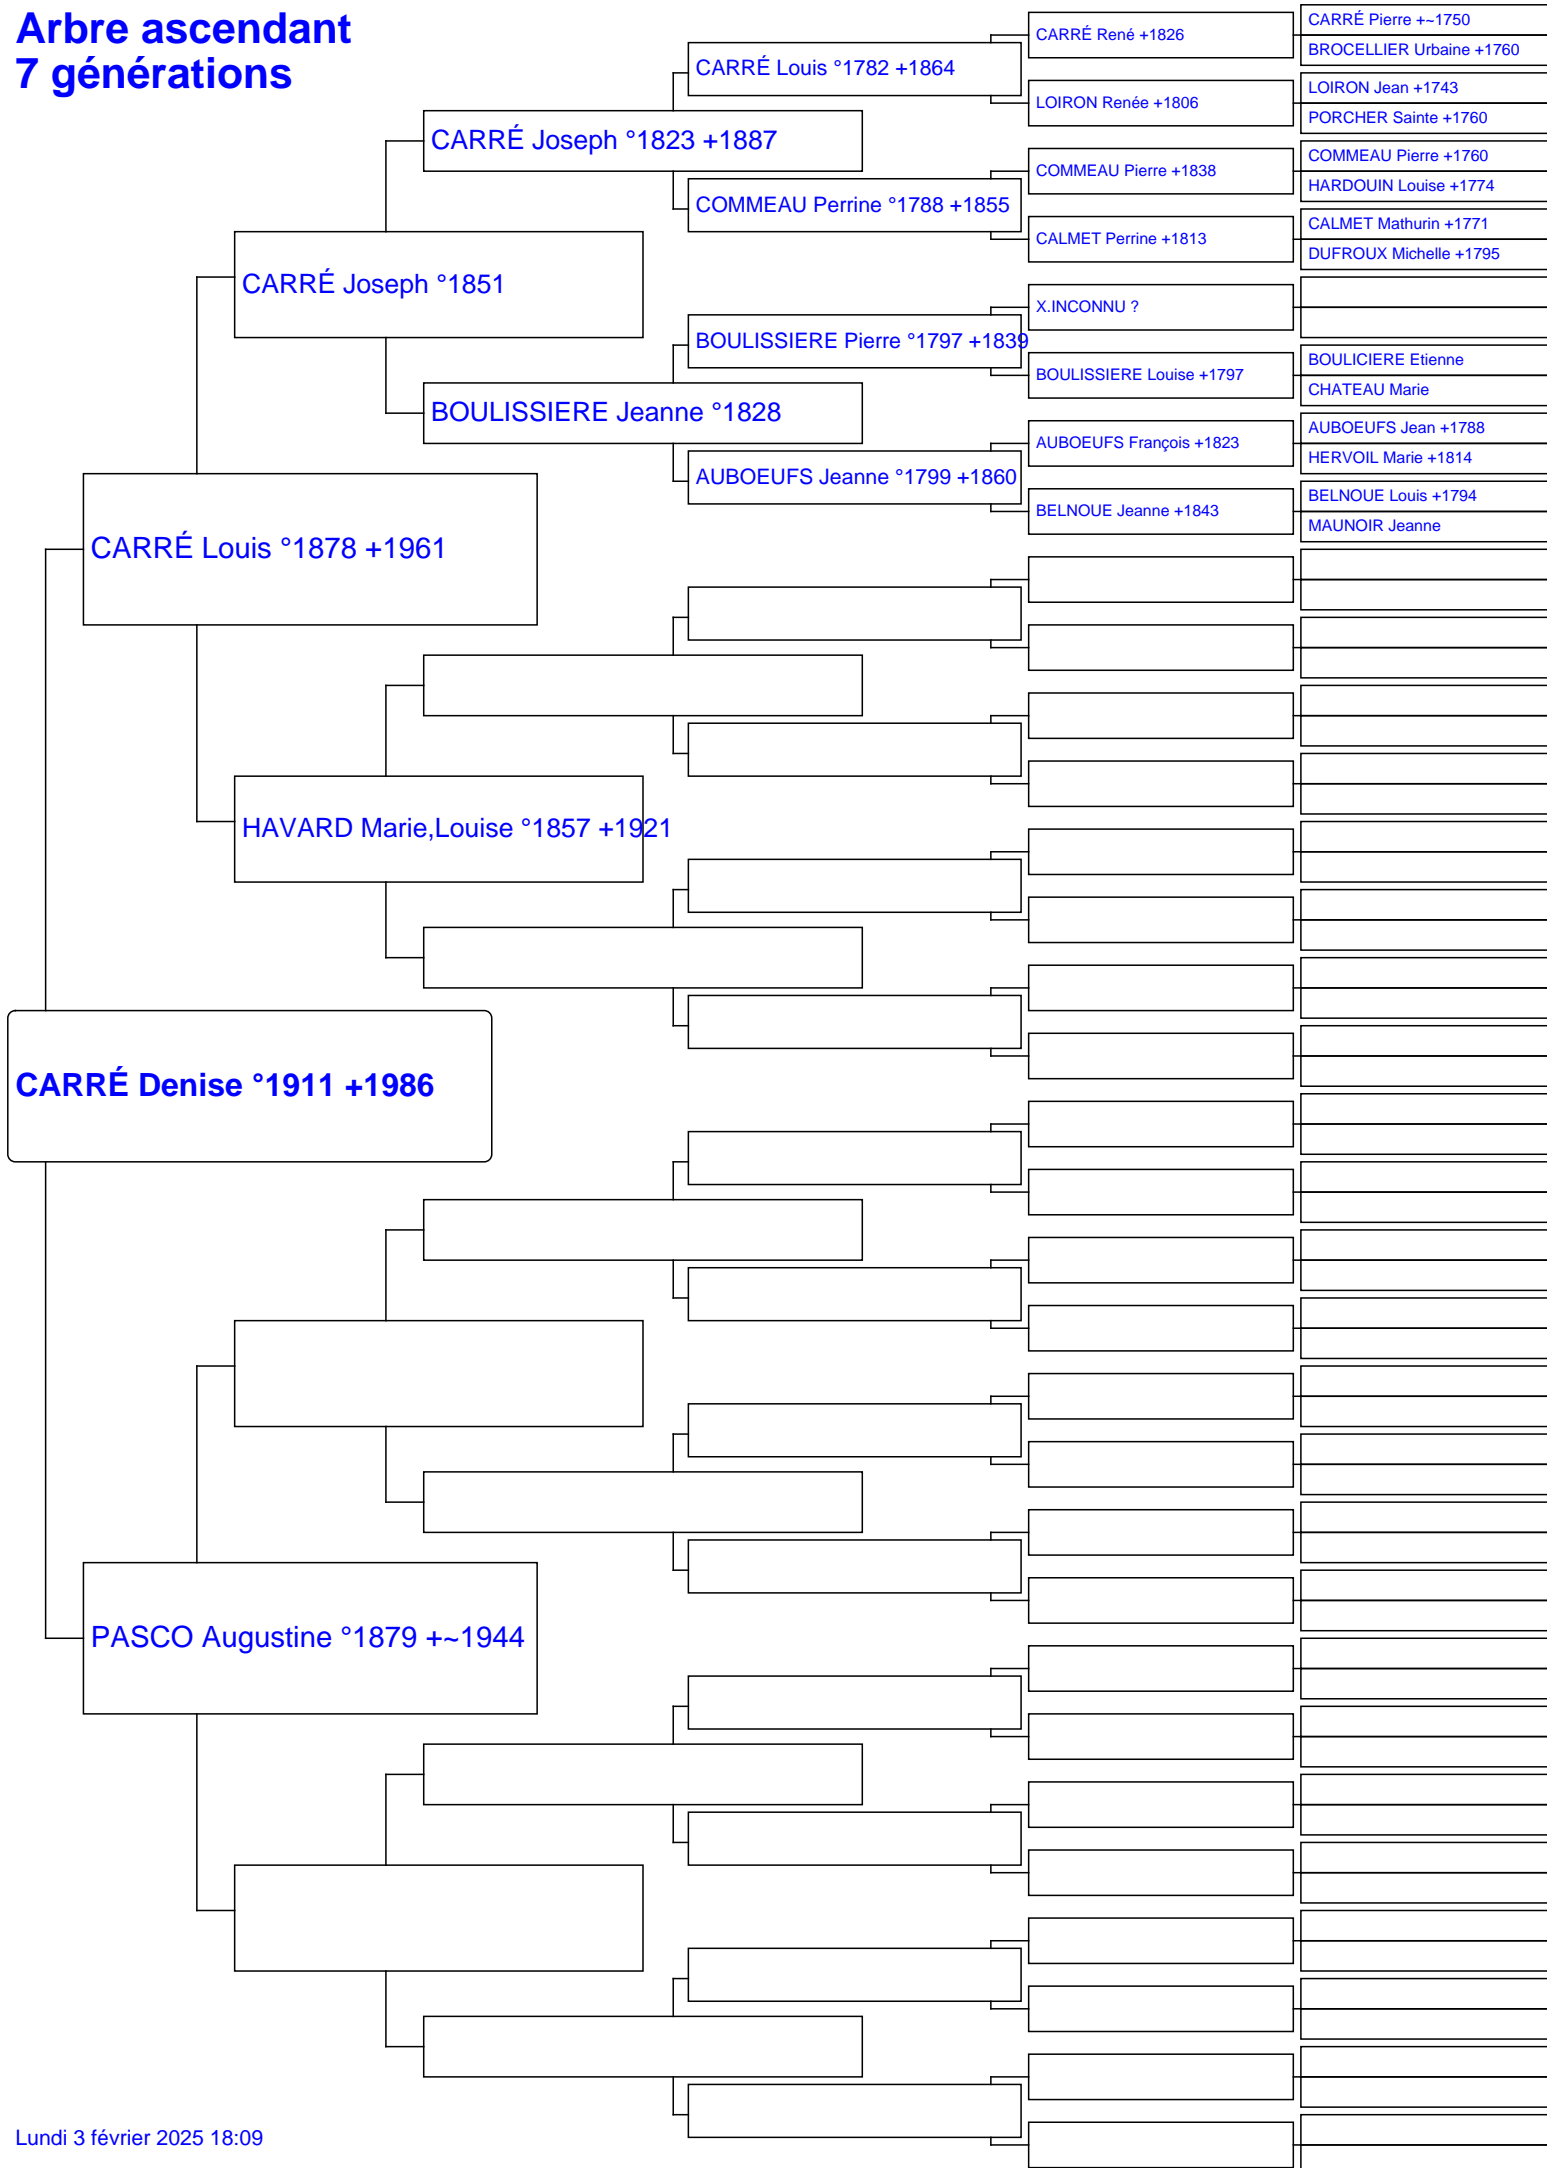 Arbre ascendant
7 générations
CARRÉ Denise °1911 +1986
CARRÉ Louis °1878 +1961
PASCO Augustine °1879 +~1944
CARRÉ Joseph °1851
HAVARD Marie,Louise °1857 +1921
CARRÉ Joseph °1823 +1887
BOULISSIERE Jeanne °1828
CARRÉ Louis °1782 +1864
COMMEAU Perrine °1788 +1855
BOULISSIERE Pierre °1797 +1839
AUBOEUFS Jeanne °1799 +1860
CARRÉ René +1826
LOIRON Renée +1806
COMMEAU Pierre +1838
CALMET Perrine +1813
X.INCONNU ?
BOULISSIERE Louise +1797
AUBOEUFS François +1823
BELNOUE Jeanne +1843
CARRÉ Pierre +~1750
BROCELLIER Urbaine +1760
LOIRON Jean +1743
PORCHER Sainte +1760
COMMEAU Pierre +1760
HARDOUIN Louise +1774
CALMET Mathurin +1771
DUFROUX Michelle +1795
BOULICIERE Etienne
CHATEAU Marie
AUBOEUFS Jean +1788
HERVOIL Marie +1814
BELNOUE Louis +1794
MAUNOIR Jeanne
Lundi 3 février 2025 18:09